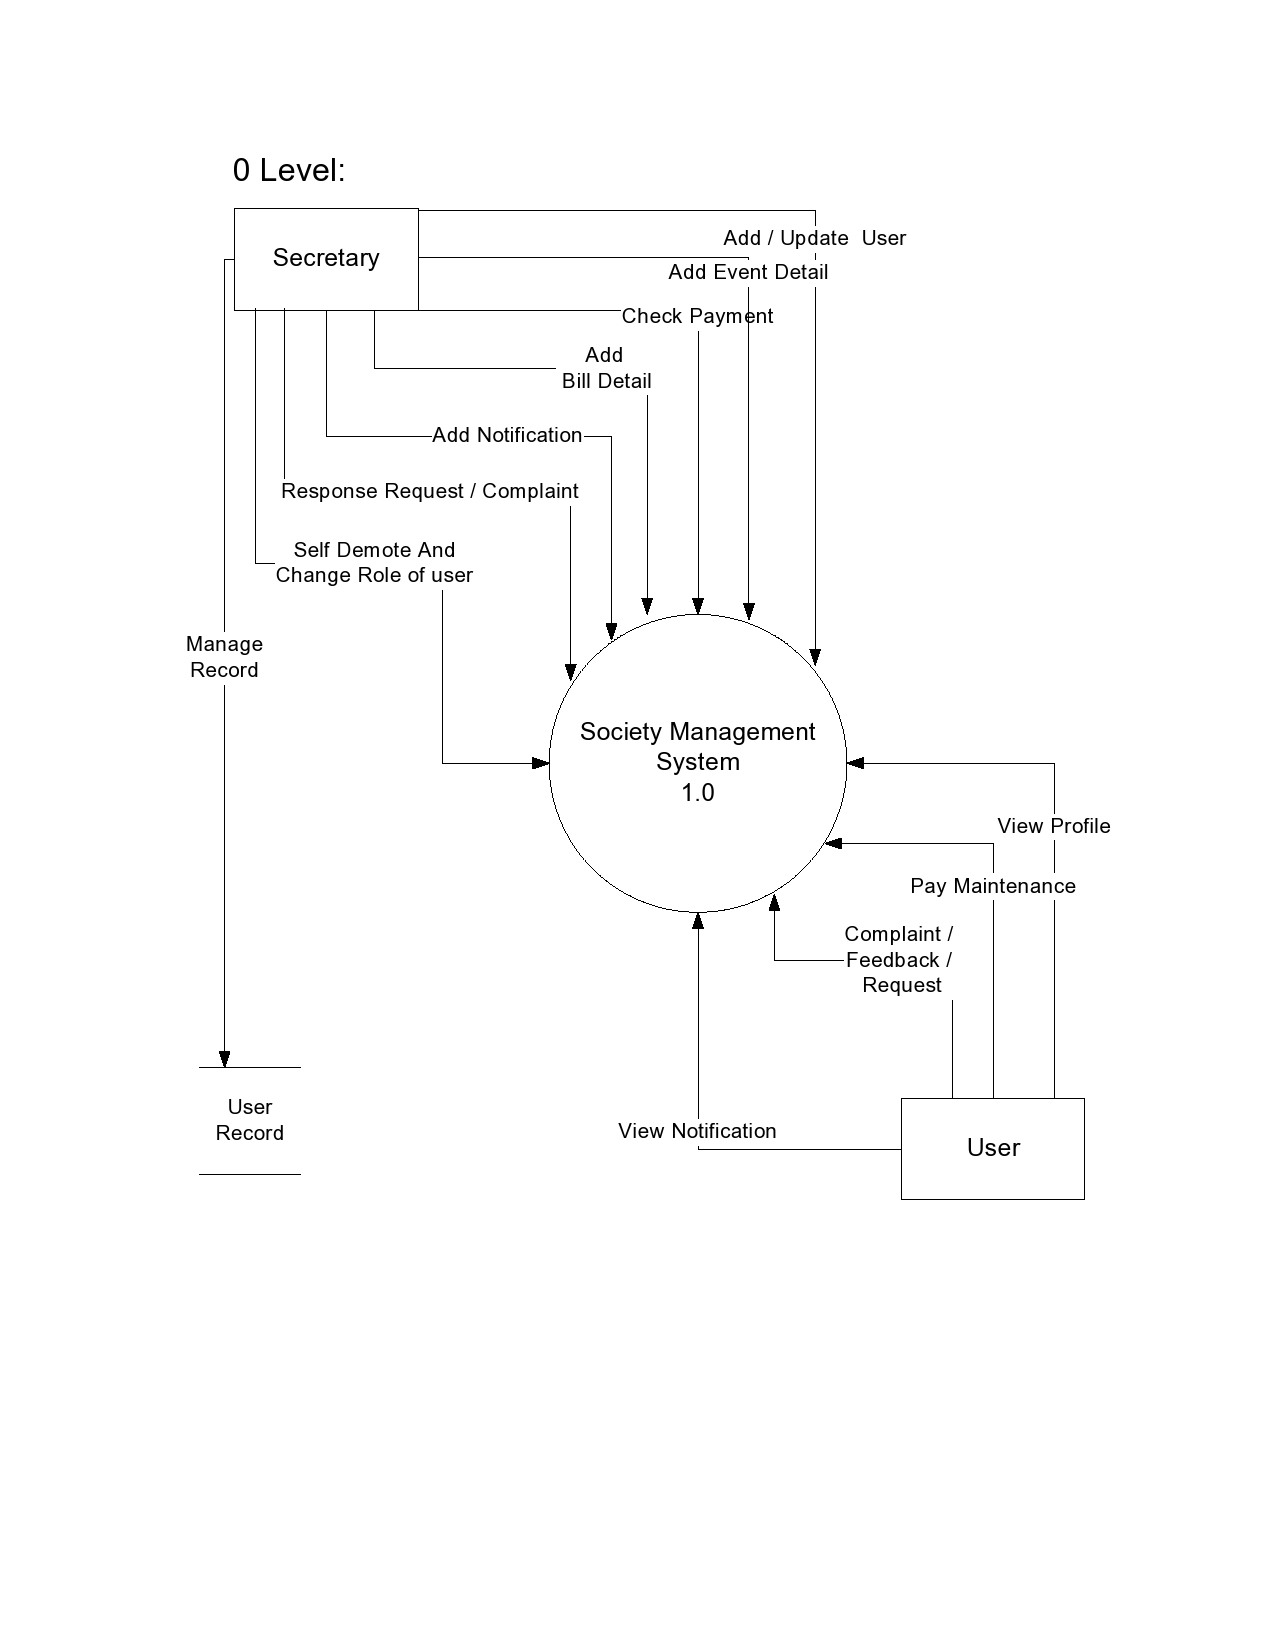 0 Level:
Secretary
Add / Update  User
Add Event Detail
Check Payment
Add
Bill Detail
Add Notification
Response Request / Complaint
Self Demote And
Change Role of user
Manage
Record
Society Management
System
1.0
View Profile
Pay Maintenance
Complaint /
Feedback /
Request
User
Record
View Notification
User